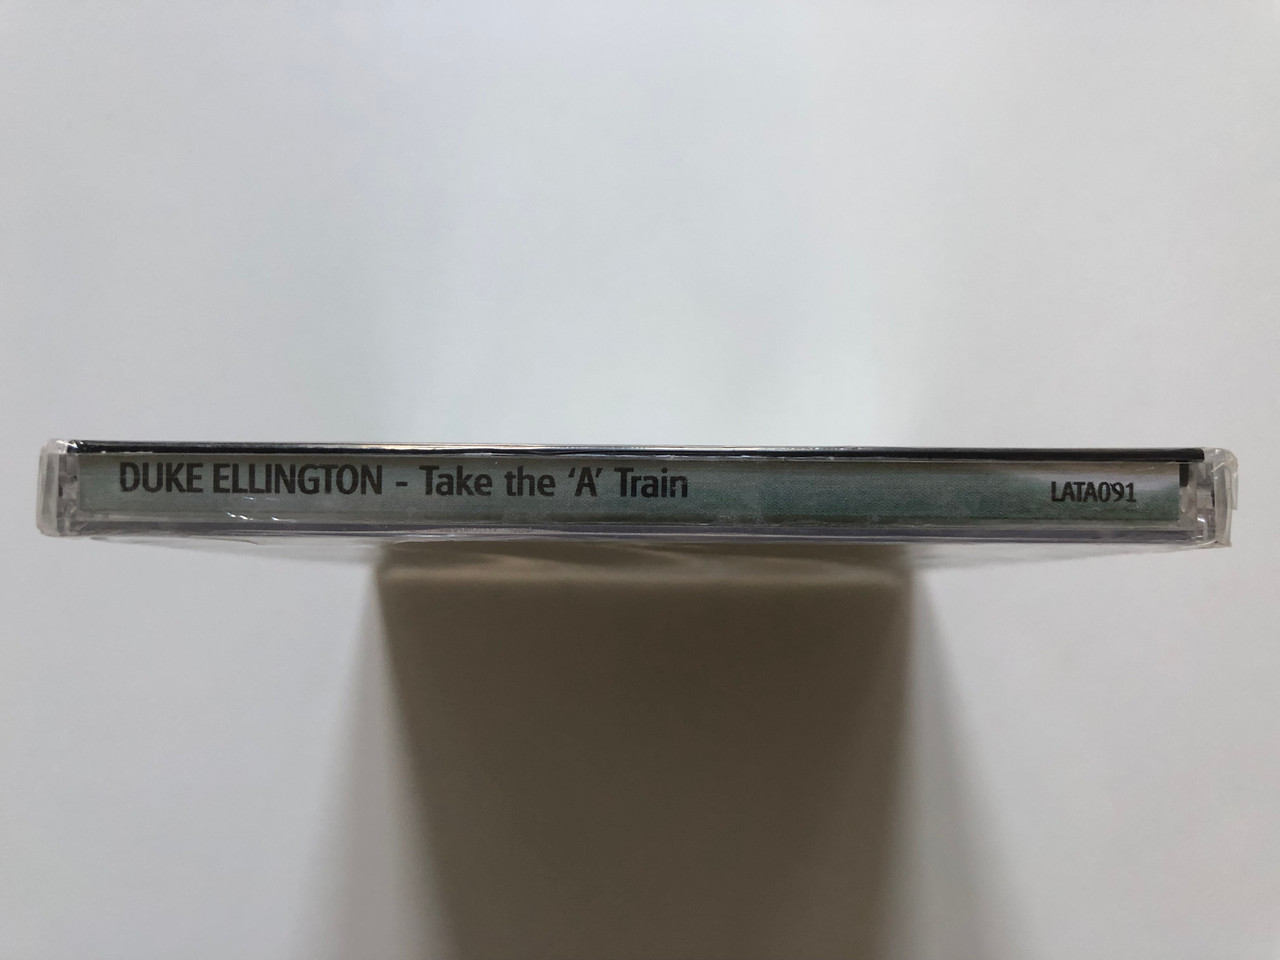 DUKE ELLINGTON - Take the ‘A’ Train LATA091